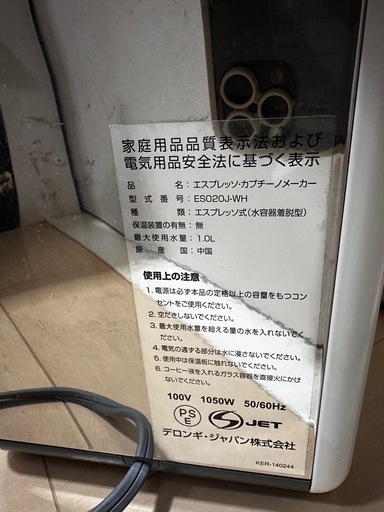 家庭用品品質表示法および
電気用品安全法に基づく表示
品 名：エスプレッソ・カプチーノメーカー
型 式 番 号：ESO20J-WH
種 類：エスプレッソ式(水容器着脱型)
保温装置の有無：無
最大使用水量：1.0L
原 産 国：中国
使用上の注意
1. 電源は必ず本品の定格以上の容量をもつコン
セントをご使用ください。
2. 空だきしないでください。
3. 最大使用水量を超える量の水を入れないでく
ださい。
4. 電気の通ずる部分は水に浸さないでください。
5. 使用中は保温板に触れないでください。
6. コーヒー液を入れるガラス容器を直接火にかけ
ないでください。
100V 1050W 50/60Hz
PS
E
JET
デロンギ・ジャパン株式会社
KER-140244